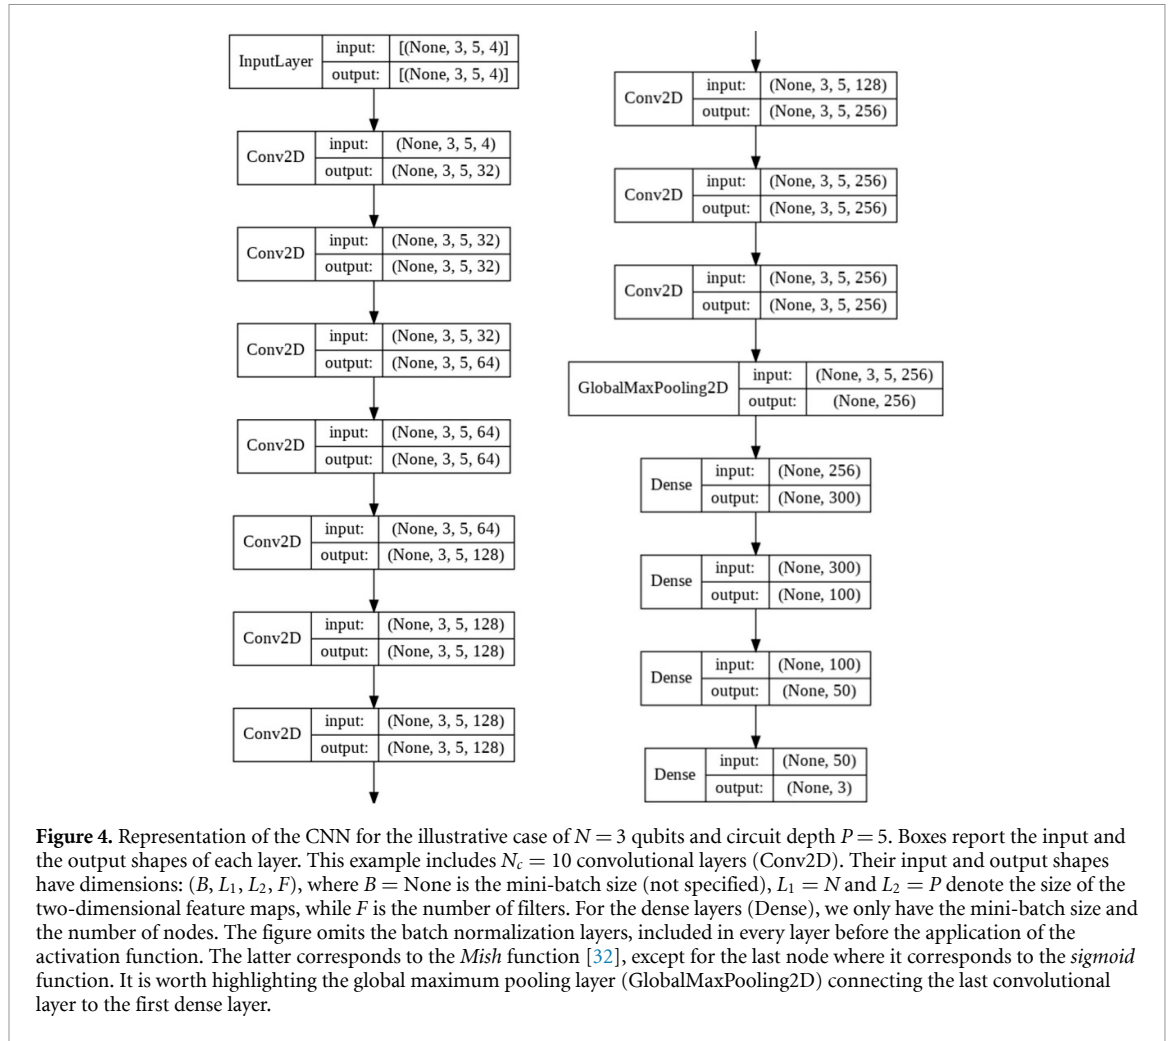 InputLayer
input: [(None, 3, 5, 4)]
output: [(None, 3, 5, 4)]
Conv2D
input: (None, 3, 5, 4)
output: (None, 3, 5, 32)
Conv2D
input: (None, 3, 5, 32)
output: (None, 3, 5, 32)
Conv2D
input: (None, 3, 5, 32)
output: (None, 3, 5, 64)
Conv2D
input: (None, 3, 5, 64)
output: (None, 3, 5, 64)
Conv2D
input: (None, 3, 5, 64)
output: (None, 3, 5, 128)
Conv2D
input: (None, 3, 5, 128)
output: (None, 3, 5, 128)
Conv2D
input: (None, 3, 5, 128)
output: (None, 3, 5, 128)
Conv2D
input: (None, 3, 5, 128)
output: (None, 3, 5, 256)
Conv2D
input: (None, 3, 5, 256)
output: (None, 3, 5, 256)
Conv2D
input: (None, 3, 5, 256)
output: (None, 3, 5, 256)
GlobalMaxPooling2D
input: (None, 3, 5, 256)
output: (None, 256)
Dense
input: (None, 256)
output: (None, 300)
Dense
input: (None, 300)
output: (None, 100)
Dense
input: (None, 100)
output: (None, 50)
Dense
input: (None, 50)
output: (None, 3)
Figure 4. Representation of the CNN for the illustrative case of N = 3 qubits and circuit depth P = 5. Boxes report the input and
the output shapes of each layer. This example includes N_c = 10 convolutional layers (Conv2D). Their input and output shapes
have dimensions: (B, L₁, L₂, F), where B = None is the mini-batch size (not specified), L₁ = N and L₂ = P denote the size of the
two-dimensional feature maps, while F is the number of filters. For the dense layers (Dense), we only have the mini-batch size and
the number of nodes. The figure omits the batch normalization layers, included in every layer before the application of the
activation function. The latter corresponds to the Mish function [32], except for the last node where it corresponds to the sigmoid
function. It is worth highlighting the global maximum pooling layer (GlobalMaxPooling2D) connecting the last convolutional
layer to the first dense layer.